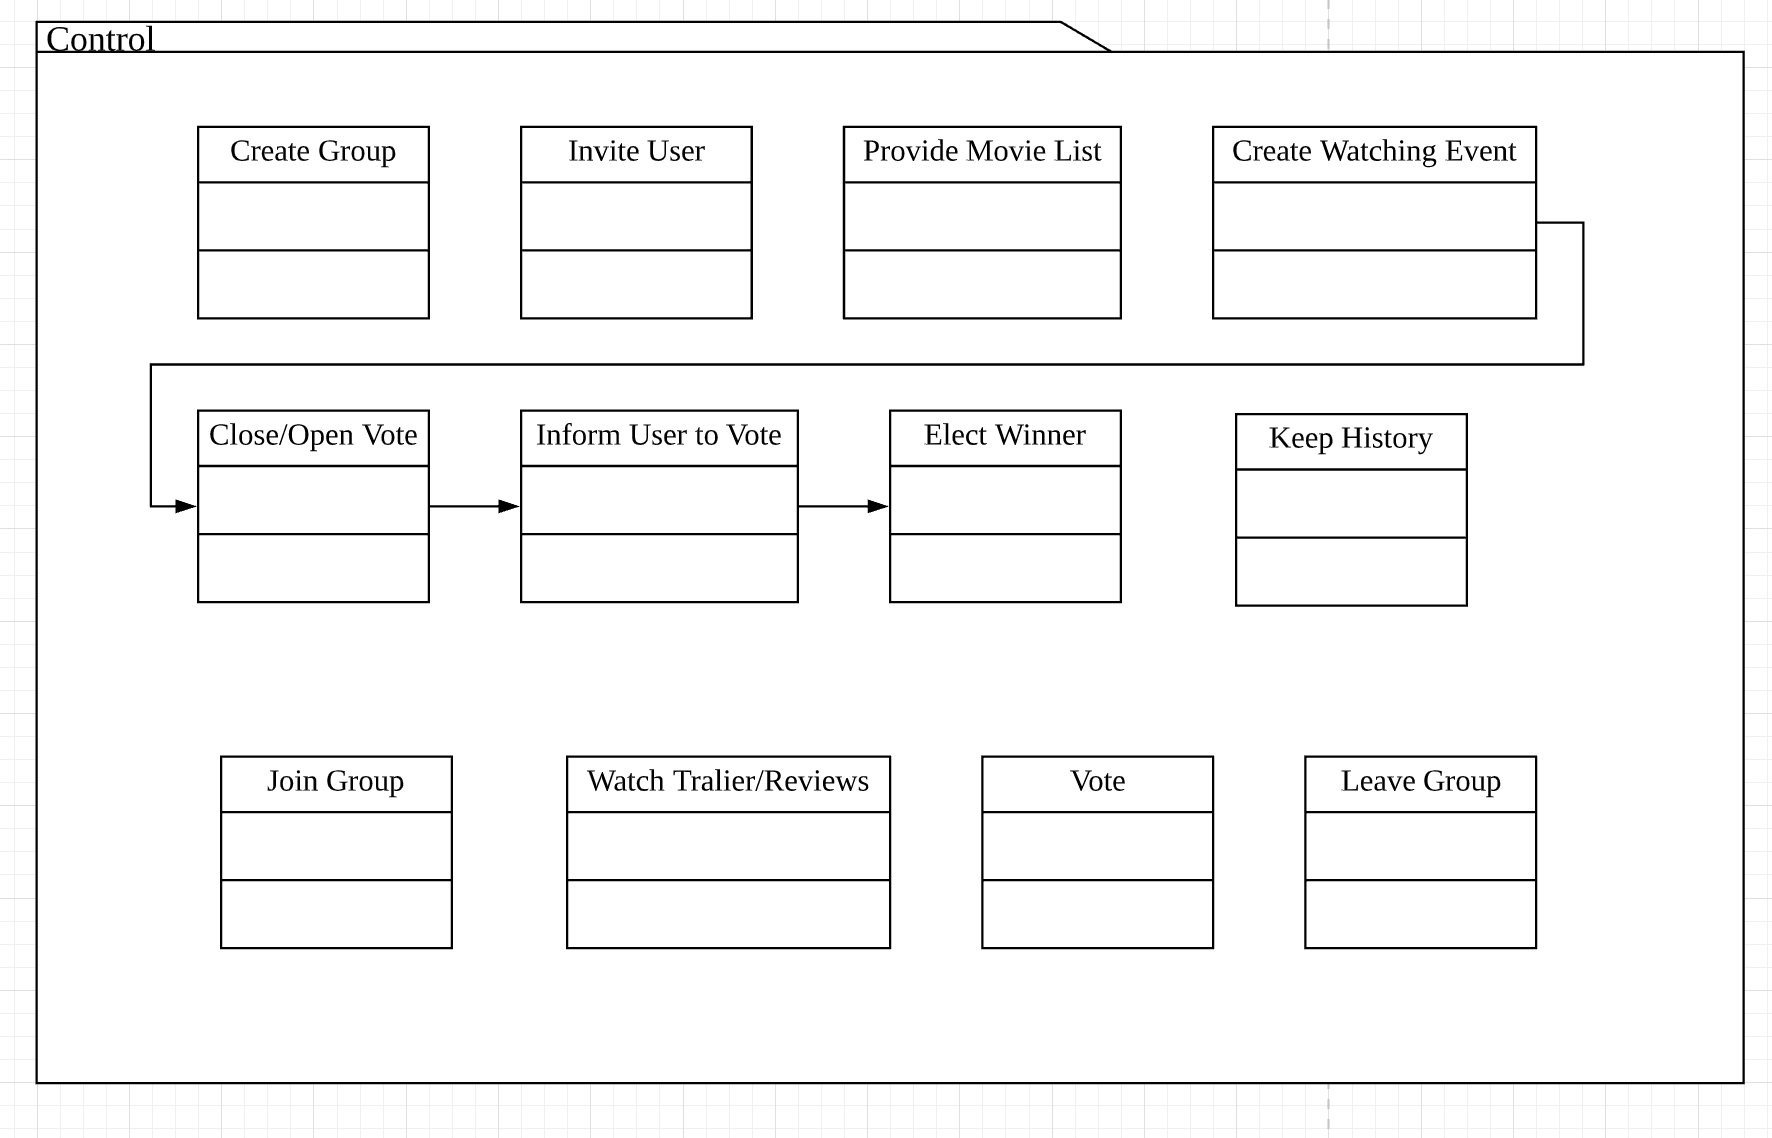 Control
Create Group
Invite User
Provide Movie List
Create Watching Event
Close/Open Vote
Inform User to Vote
Elect Winner
Keep History
Join Group
Watch Tralier/Reviews
Vote
Leave Group